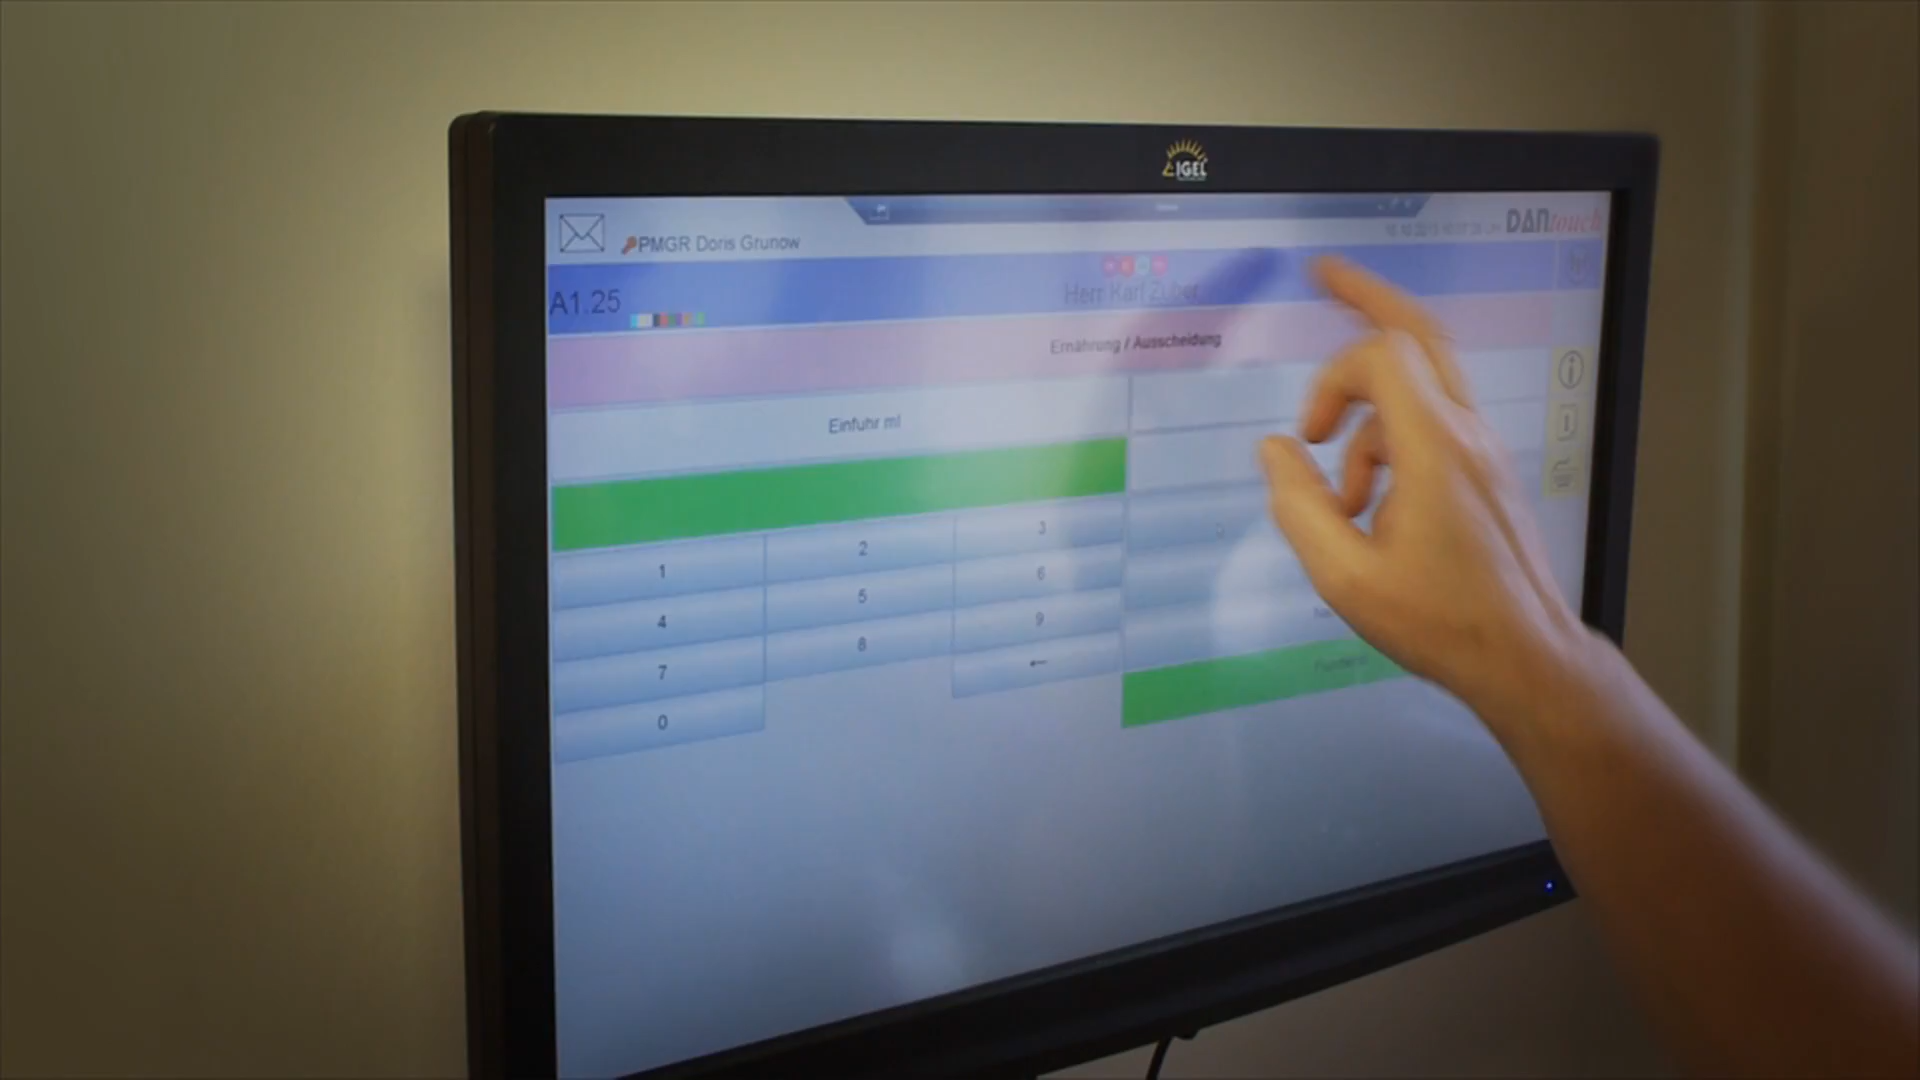 IGEL
PMGR Doris Grunow
DANtouch
A1.25
Herr Karl Zuber
Ernährung / Ausscheidung
Einfuhr ml
1 2 3
4 5 6
7 8 9
0 ←